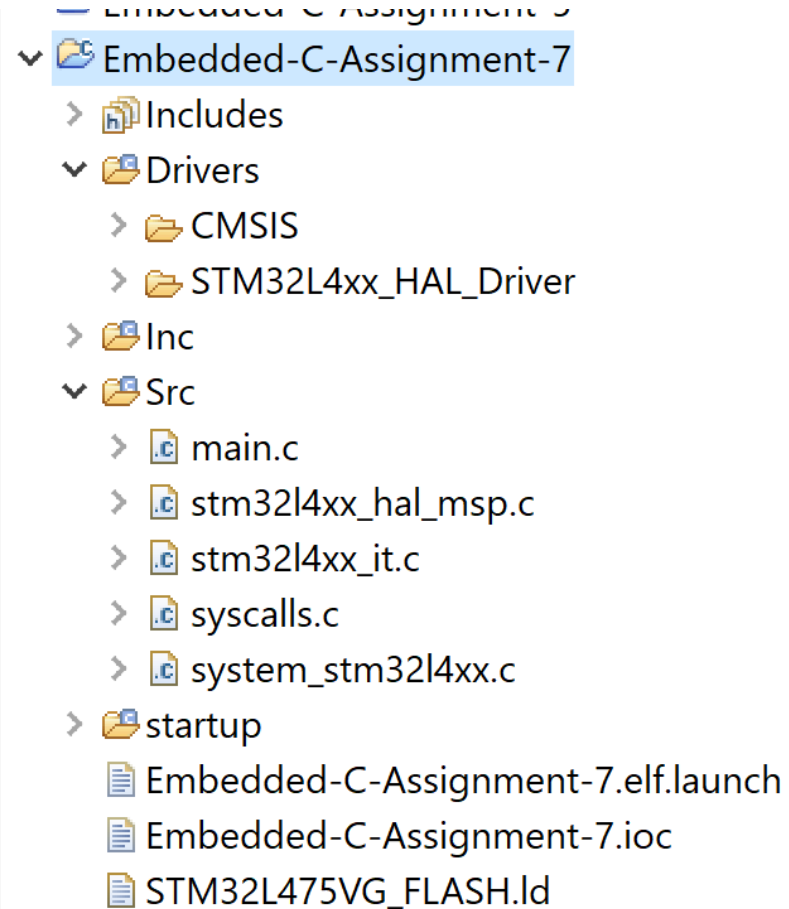 Embedded-C-Assignment-7
Includes
Drivers
CMSIS
STM32L4xx_HAL_Driver
Inc
Src
main.c
stm32l4xx_hal_msp.c
stm32l4xx_it.c
syscalls.c
system_stm32l4xx.c
startup
Embedded-C-Assignment-7.elf.launch
Embedded-C-Assignment-7.ioc
STM32L475VG_FLASH.ld